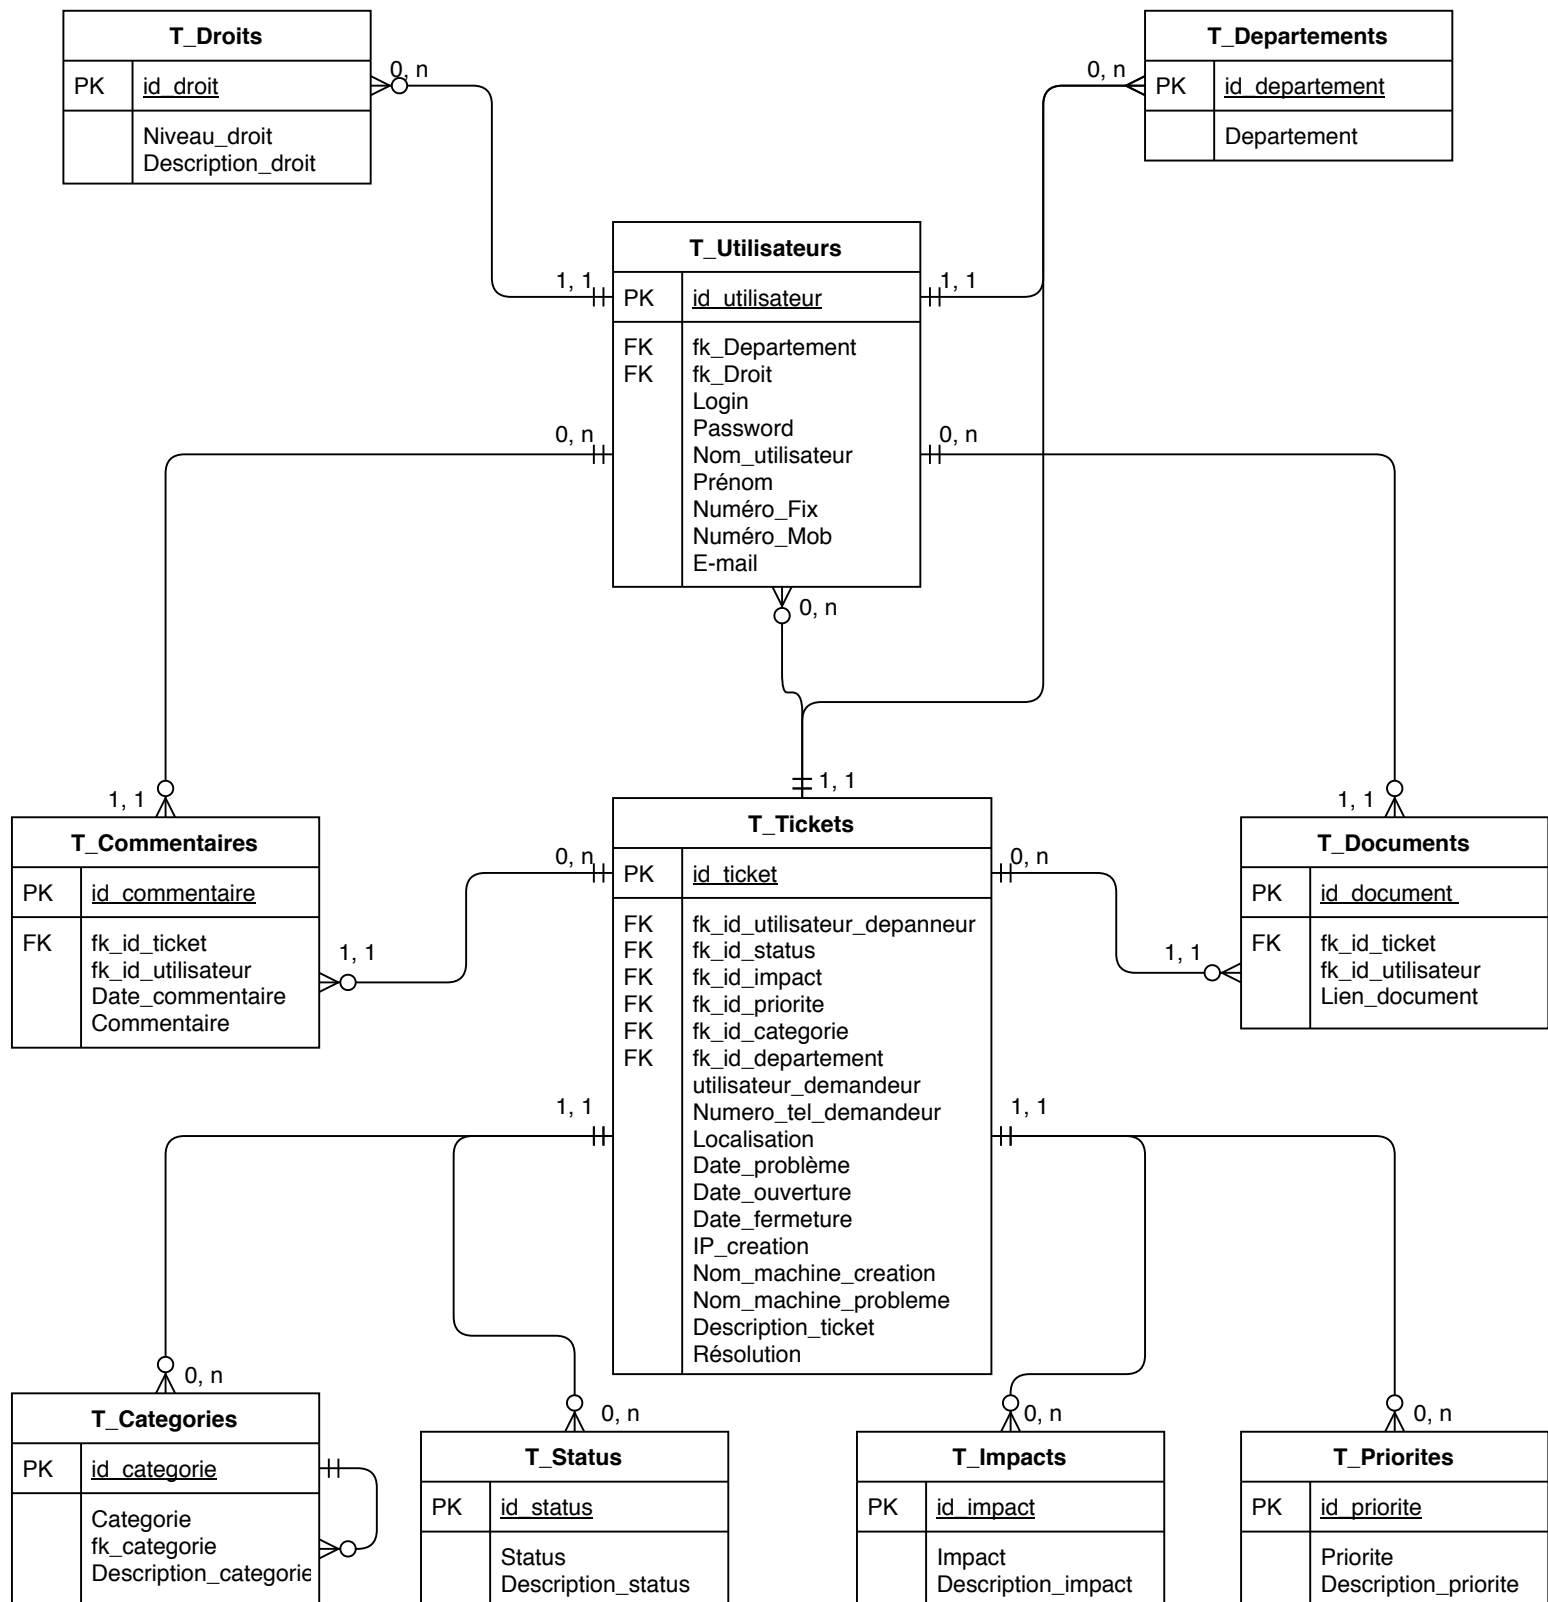 T_Droits
PK id_droit
Niveau_droit
Description_droit
0, n
T_Departements
PK id_departement
Departement
0, n
T_Utilisateurs
PK id_utilisateur
FK fk_Departement
FK fk_Droit
Login
Password
Nom_utilisateur
Prénom
Numéro_Fix
Numéro_Mob
E-mail
1, 1
1, 1
0, n
0, n
0, n
1, 1
T_Commentaires
PK id_commentaire
FK fk_id_ticket
fk_id_utilisateur
Date_commentaire
Commentaire
1, 1
1, 1
T_Tickets
PK id_ticket
FK fk_id_utilisateur_depanneur
FK fk_id_status
FK fk_id_impact
FK fk_id_priorite
FK fk_id_categorie
FK fk_id_departement
utilisateur_demandeur
Numero_tel_demandeur
Localisation
Date_problème
Date_ouverture
Date_fermeture
IP_creation
Nom_machine_creation
Nom_machine_probleme
Description_ticket
Résolution
0, n
0, n
1, 1
1, 1
T_Documents
PK id_document
FK fk_id_ticket
fk_id_utilisateur
Lien_document
1, 1
1, 1
T_Categories
PK id_categorie
Categorie
fk_categorie
Description_categorie
0, n
T_Status
PK id_status
Status
Description_status
0, n
T_Impacts
PK id_impact
Impact
Description_impact
0, n
T_Priorites
PK id_priorite
Priorite
Description_priorite
0, n